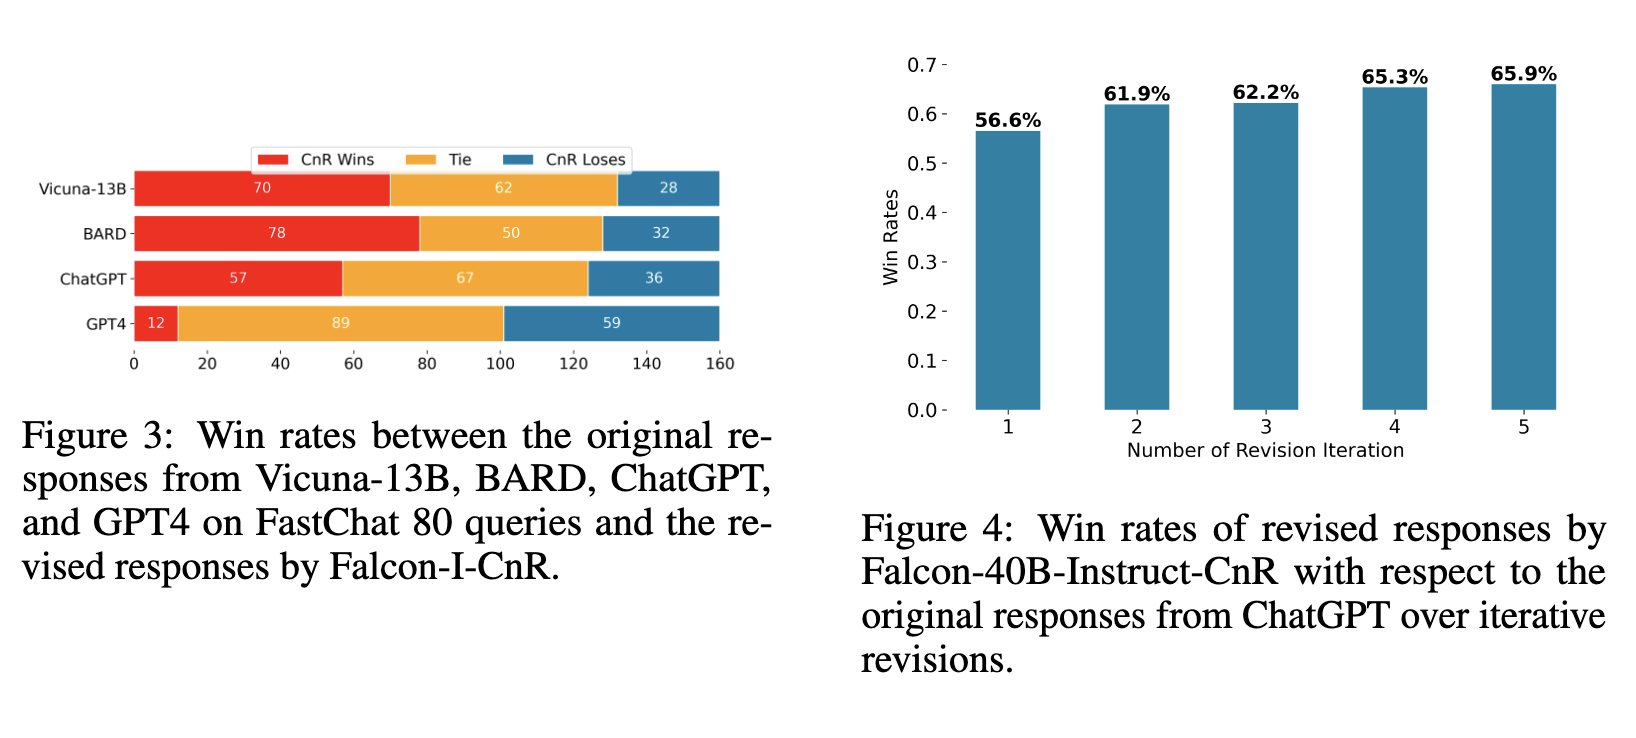 CnR Wins Tie CnR Loses
Vicuna-13B 70 62 28
BARD 78 50 32
ChatGPT 57 67 36
GPT4 12 89 59
0 20 40 60 80 100 120 140 160
Figure 3: Win rates between the original re-
sponses from Vicuna-13B, BARD, ChatGPT,
and GPT4 on FastChat 80 queries and the re-
vised responses by Falcon-I-CnR.
Win Rates
0.7
0.6
0.5
0.4
0.3
0.2
0.1
0.0
56.6% 61.9% 62.2% 65.3% 65.9%
1 2 3 4 5
Number of Revision Iteration
Figure 4: Win rates of revised responses by
Falcon-40B-Instruct-CnR with respect to the
original responses from ChatGPT over iterative
revisions.